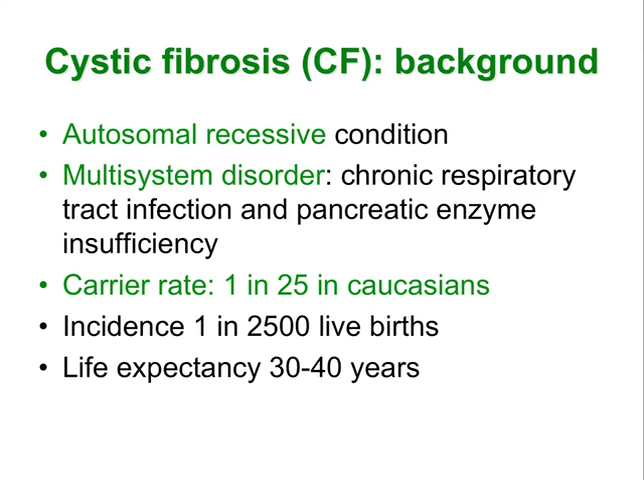 Cystic fibrosis (CF): background
• Autosomal recessive condition
• Multisystem disorder: chronic respiratory
tract infection and pancreatic enzyme
insufficiency
• Carrier rate: 1 in 25 in caucasians
• Incidence 1 in 2500 live births
• Life expectancy 30-40 years